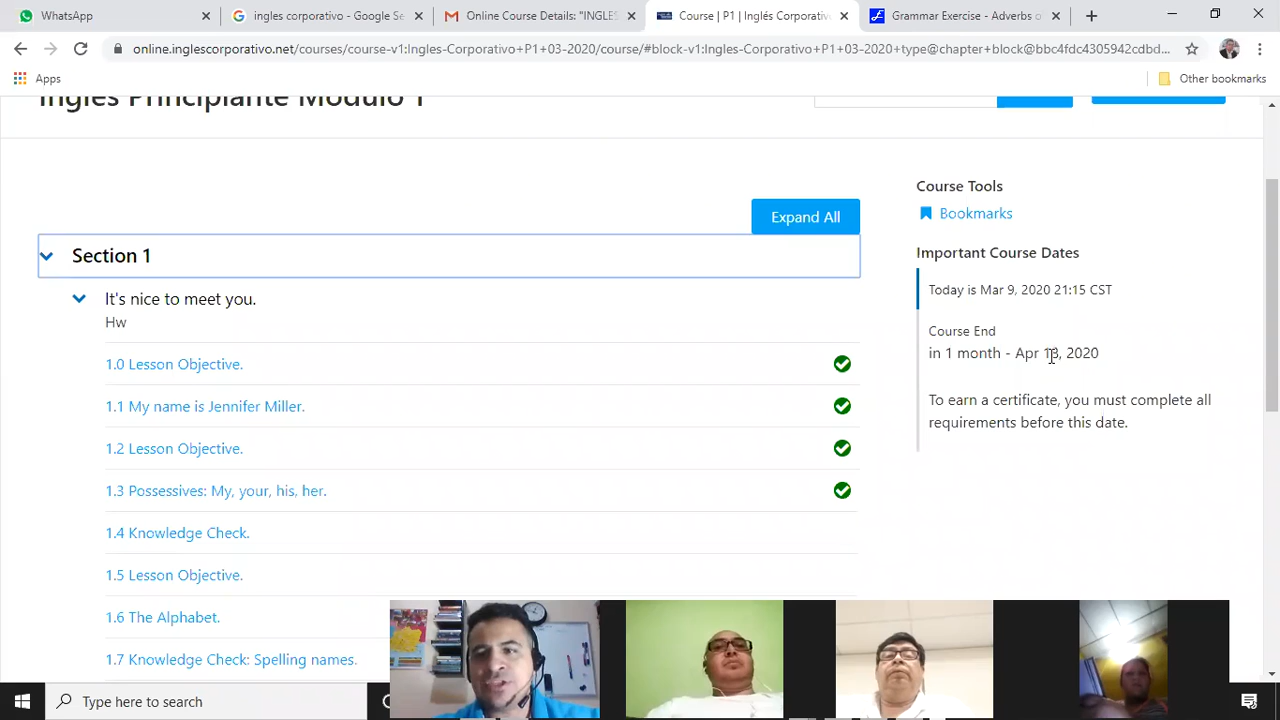 WhatsApp
ingles corporativo - Google S
Online Course Details: "INGLES
Course | P1 | Inglés Corporativ
Grammar Exercise - Adverbs o
online.inglescorporativo.net/courses/course-v1:Ingles-Corporativo+P1+03-2020/course/#block-v1:Ingles-Corporativo+P1+03-2020+type@chapter+block@bbc4fdc4305942cdbd...
Apps
Other bookmarks
Inglés Principiante Módulo 1
Course Tools
Bookmarks
Expand All
Important Course Dates
Section 1
Today is Mar 9, 2020 21:15 CST
It's nice to meet you.
Hw
Course End
in 1 month - Apr , 2020
1.0 Lesson Objective.
To earn a certificate, you must complete all
requirements before this date.
1.1 My name is Jennifer Miller.
1.2 Lesson Objective.
1.3 Possessives: My, your, his, her.
1.4 Knowledge Check.
1.5 Lesson Objective.
1.6 The Alphabet.
1.7 Knowledge Check: Spelling names.
Type here to search